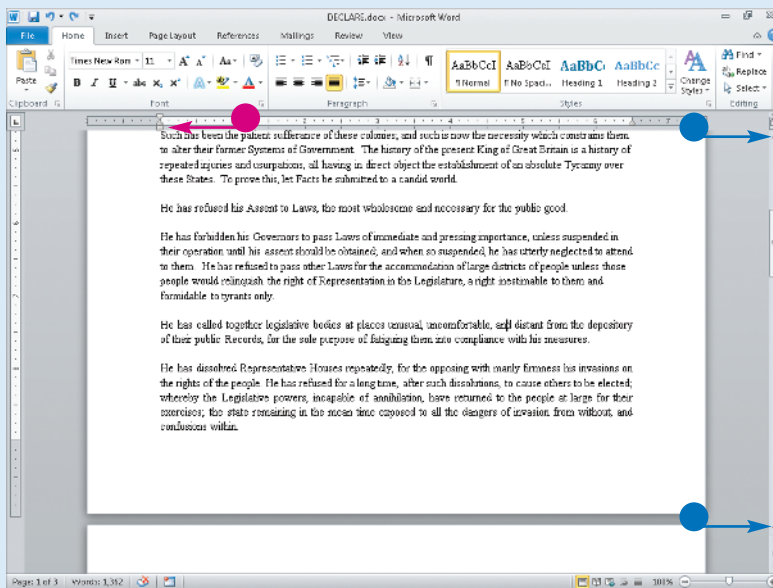 DECLARE.docx - Microsoft Word
File Home Insert Page Layout References Mailings Review View
Times New Rom 11 A A Aa
Paste
B I U abc X, X² A A
AaBbCcI AaBbCcI AaBbC AaBbCc
¶ Normal ¶ No Spaci... Heading 1 Heading 2
Change Styles
Find
Replace
Select
Clipboard Font Paragraph Styles Editing
1 2 3 4 5 6 7
Such has been the patient sufferance of these colonies; and such is now the necessity which constrains them
to alter their former Systems of Government. The history of the present King of Great Britain is a history of
repeated injuries and usurpations, all having in direct object the establishment of an absolute Tyranny over
these States. To prove this, let Facts be submitted to a candid world.
He has refused his Assent to Laws, the most wholesome and necessary for the public good.
He has forbidden his Governors to pass Laws of immediate and pressing importance, unless suspended in
their operation until his assent should be obtained; and when so suspended, he has utterly neglected to attend
to them. He has refused to pass other Laws for the accommodation of large districts of people unless those
people would relinquish the right of Representation in the Legislature, a right inestimable to them and
formidable to tyrants only.
He has called together legislative bodies at places unusual, uncomfortable, and distant from the depository
of their public Records, for the sole purpose of fatiguing them into compliance with his measures.
He has dissolved Representative Houses repeatedly, for the opposing with manly firmness his invasions on
the rights of the people. He has refused for a long time, after such dissolutions, to cause others to be elected;
whereby the Legislative powers, incapable of annihilation, have returned to the people at large for their
exercises; the state remaining in the mean time exposed to all the dangers of invasion from without, and
confusions within.
Page: 1 of 3 Words: 1,352 100%